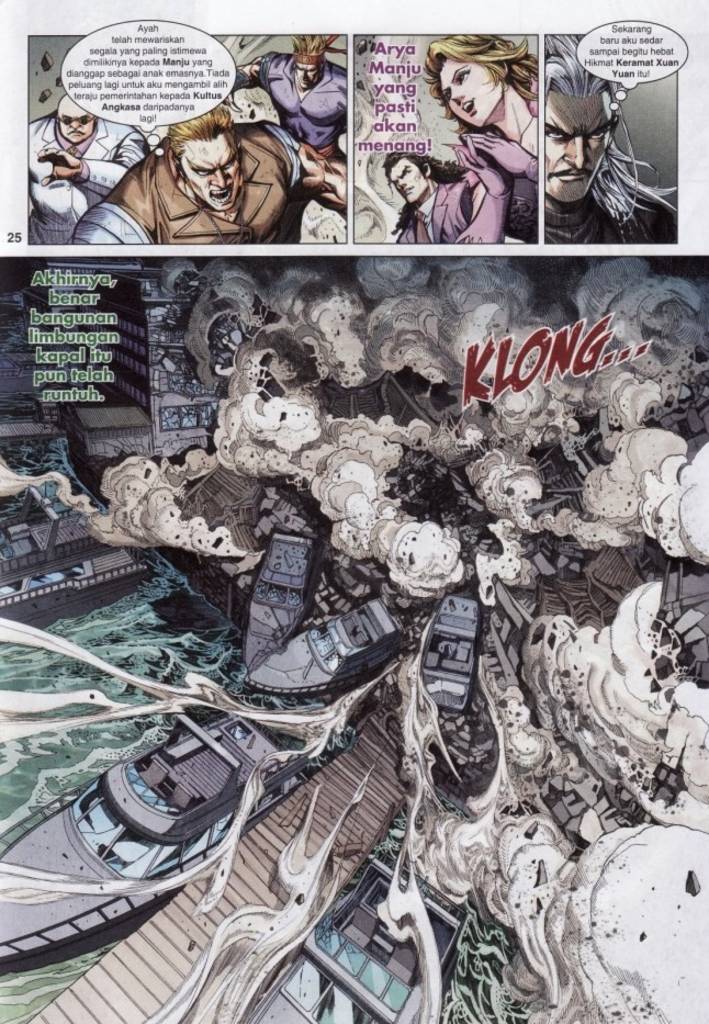 Ayah
telah mewariskan
segala yang paling istimewa
dimilikinya kepada Manju yang
dianggap sebagai anak emasnya.Tiada
peluang lagi untuk aku mengambil alih
teraju pemerintahan kepada Kultus
Angkasa daripadanya
lagi!
Arya
Manju
yang
pasti
akan
menang!
Sekarang
baru aku sedar
sampai begitu hebat
Hikmat Keramat Xuan
Yuan itu!
25
Akhirnya,
benar
bangunan
limbungan
kapal itu
pun telah
runtuh.
KLONG...